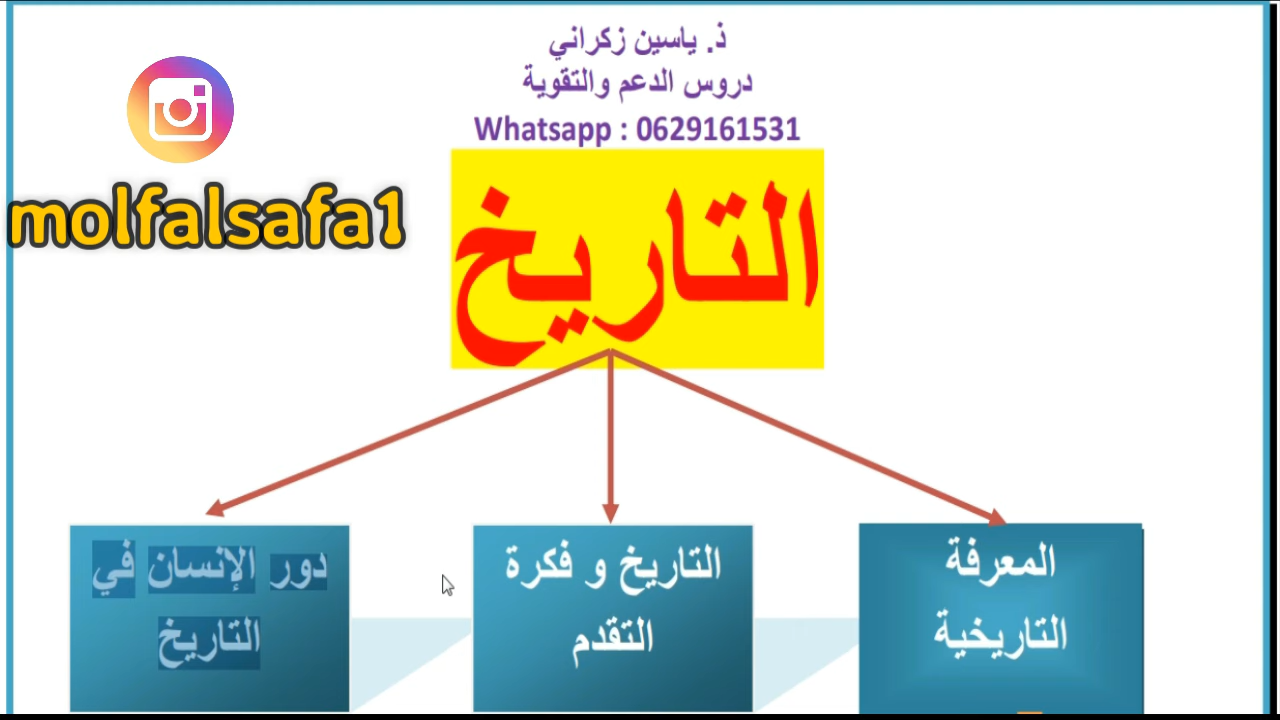 ذ. ياسين زكراني
دروس الدعم والتقوية
Whatsapp : 0629161531
molfalsafa1
التاريخ
المعرفة
التاريخية
التاريخ و فكرة
التقدم
دور الإنسان في
التاريخ